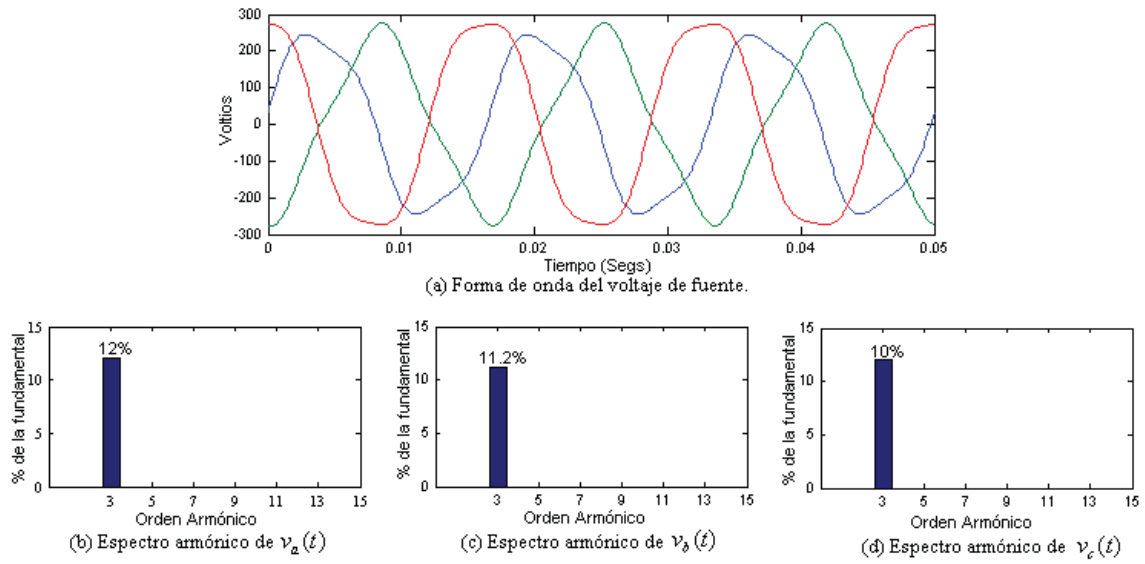 300
200
100
0
-100
-200
-300
Voltios
0
0.01
0.02
0.03
0.04
0.05
Tiempo (Segs)
(a) Forma de onda del voltaje de fuente.
15
10
5
0
% de la fundamental
12%
3 5 7 9 11 13 15
Orden Armónico
(b) Espectro armónico de v_a(t)
15
10
5
0
% de la fundamental
11.2%
3 5 7 9 11 13 15
Orden Armónico
(c) Espectro armónico de v_b(t)
15
10
5
0
% de la fundamental
10%
3 5 7 9 11 13 15
Orden Armónico
(d) Espectro armónico de v_c(t)